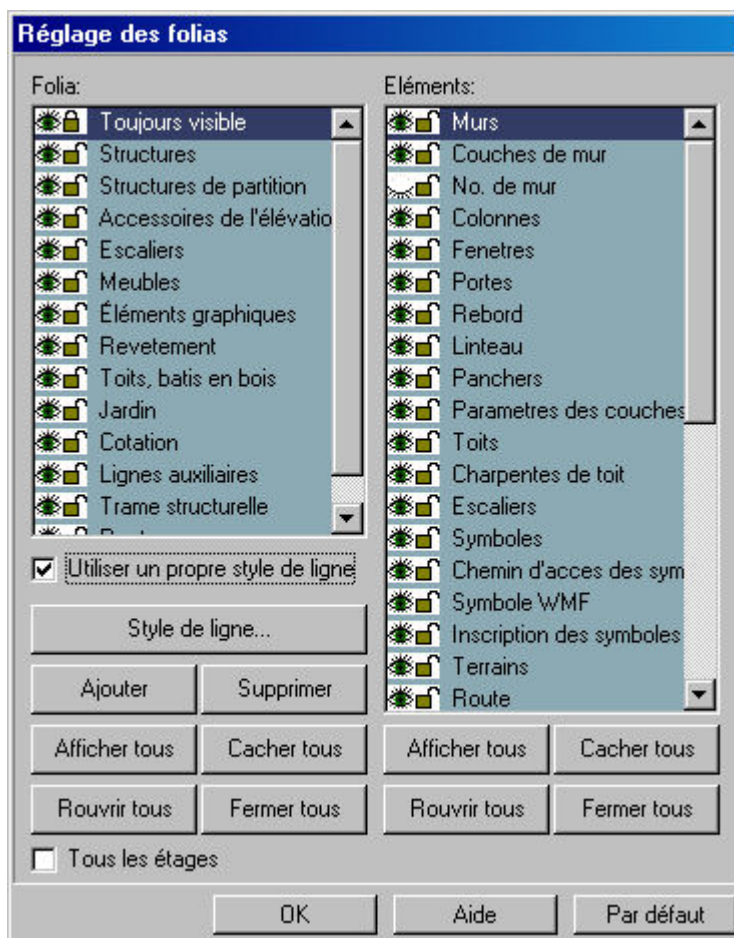 Réglage des folias
Folia:
Toujours visible
Structures
Structures de partition
Accessoires de l'élévatio
Escaliers
Meubles
Éléments graphiques
Revetement
Toits, batis en bois
Jardin
Cotation
Lignes auxiliaires
Trame structurelle
Utiliser un propre style de ligne
Style de ligne...
Ajouter
Supprimer
Afficher tous
Cacher tous
Rouvrir tous
Fermer tous
Tous les étages
Eléments:
Murs
Couches de mur
No. de mur
Colonnes
Fenetres
Portes
Rebord
Linteau
Panchers
Parametres des couches
Toits
Charpentes de toit
Escaliers
Symboles
Chemin d'acces des sym
Symbole WMF
Inscription des symboles
Terrains
Route
Afficher tous
Cacher tous
Rouvrir tous
Fermer tous
OK
Aide
Par défaut